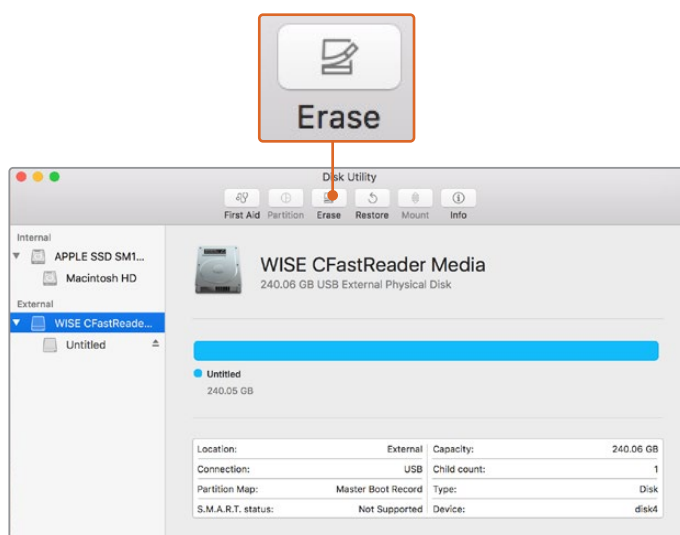 Erase
Disk Utility
First Aid Partition Erase Restore Mount Info
Internal
APPLE SSD SM1...
Macintosh HD
External
WISE CFastReade...
Untitled
WISE CFastReader Media
240.06 GB USB External Physical Disk
Untitled
240.05 GB
Location: External Capacity: 240.06 GB
Connection: USB Child count: 1
Partition Map: Master Boot Record Type: Disk
S.M.A.R.T. status: Not Supported Device: disk4